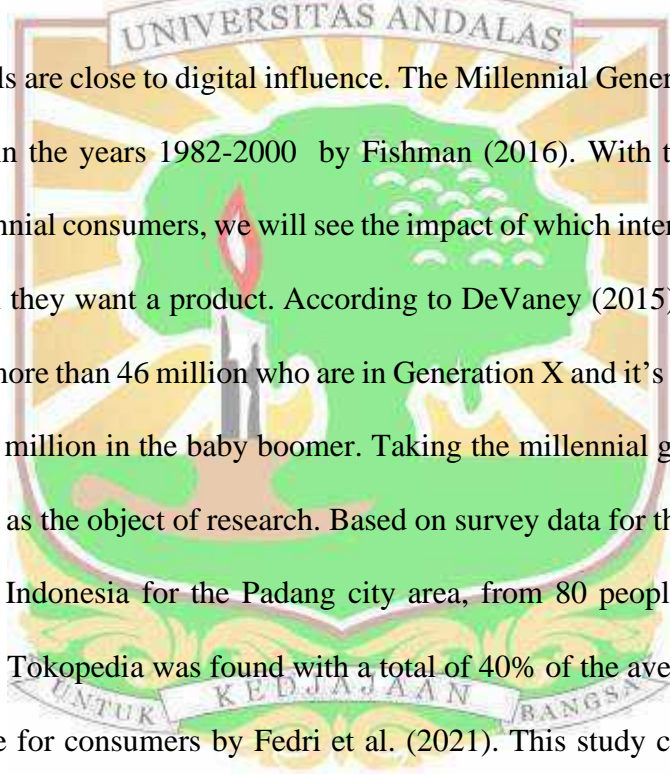 UNIVERSITAS ANDALAS
ls are close to digital influence. The Millennial Gener
in the years 1982-2000 by Fishman (2016). With t
nnial consumers, we will see the impact of which inter
they want a product. According to DeVaney (2015)
more than 46 million who are in Generation X and it’s
million in the baby boomer. Taking the millennial g
as the object of research. Based on survey data for th
Indonesia for the Padang city area, from 80 peopl
Tokopedia was found with a total of 40% of the ave
UNTUK KEDJAJAAN BANGSA
e for consumers by Fedri et al. (2021). This study c